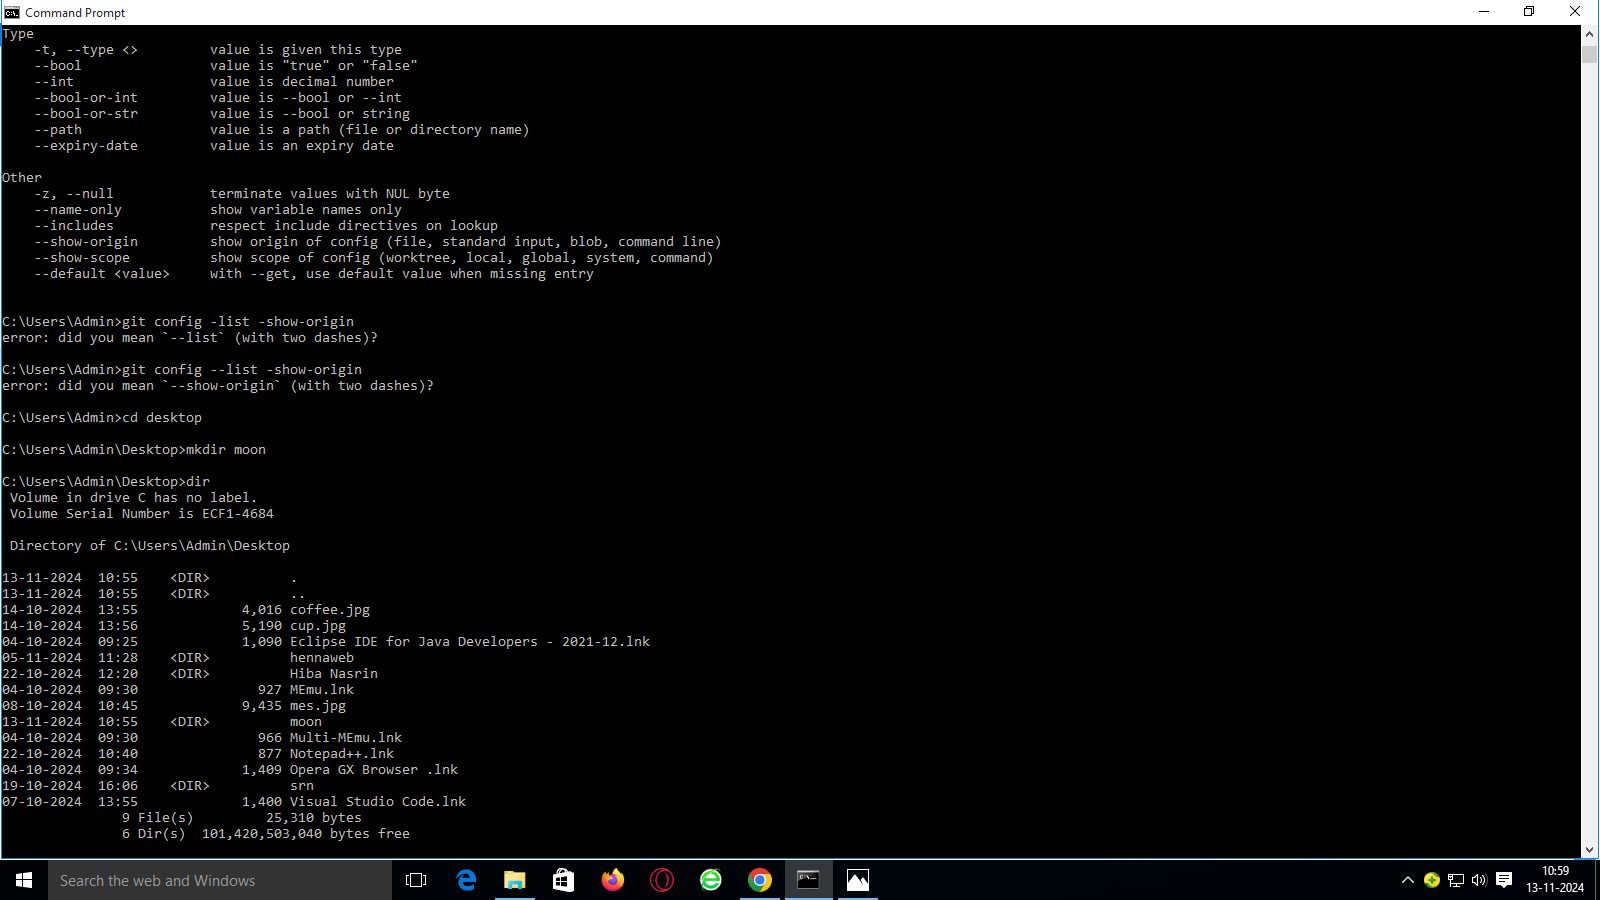 Command Prompt
Type
    -t, --type <>         value is given this type
    --bool                value is "true" or "false"
    --int                 value is decimal number
    --bool-or-int         value is --bool or --int
    --bool-or-str         value is --bool or string
    --path                value is a path (file or directory name)
    --expiry-date         value is an expiry date

Other
    -z, --null            terminate values with NUL byte
    --name-only           show variable names only
    --includes            respect include directives on lookup
    --show-origin         show origin of config (file, standard input, blob, command line)
    --show-scope          show scope of config (worktree, local, global, system, command)
    --default <value>     with --get, use default value when missing entry

C:\Users\Admin>git config -list -show-origin
error: did you mean `--list` (with two dashes)?

C:\Users\Admin>git config --list -show-origin
error: did you mean `--show-origin` (with two dashes)?

C:\Users\Admin>cd desktop

C:\Users\Admin\Desktop>mkdir moon

C:\Users\Admin\Desktop>dir
 Volume in drive C has no label.
 Volume Serial Number is ECF1-4684

 Directory of C:\Users\Admin\Desktop

13-11-2024  10:55    <DIR>          .
13-11-2024  10:55    <DIR>          ..
14-10-2024  13:55             4,016 coffee.jpg
14-10-2024  13:56             5,190 cup.jpg
04-10-2024  09:25             1,090 Eclipse IDE for Java Developers - 2021-12.lnk
05-11-2024  11:28    <DIR>          hennaweb
22-10-2024  12:20    <DIR>          Hiba Nasrin
04-10-2024  09:30               927 MEmu.lnk
08-10-2024  10:45             9,435 mes.jpg
13-11-2024  10:55    <DIR>          moon
04-10-2024  09:30               966 Multi-MEmu.lnk
22-10-2024  10:40               877 Notepad++.lnk
04-10-2024  09:34             1,409 Opera GX Browser .lnk
19-10-2024  16:06    <DIR>          srn
07-10-2024  13:55             1,400 Visual Studio Code.lnk
               9 File(s)         25,310 bytes
               6 Dir(s)  101,420,503,040 bytes free
Search the web and Windows
10:59
13-11-2024